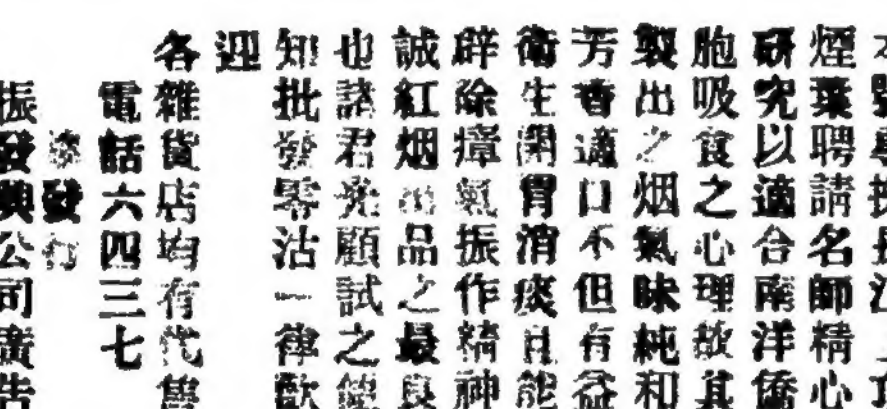 煙葉聘請名師精心
研究以適合南洋僑
胞吸食之心理故其
製出之烟氣味純和
芳香適口不但有益
衛生開胃消痰且能
辟除瘴氣振作精神
誠紅烟出品之最良
也諸君光顧試之便
知批發零沽一律歡
迎
各雜貨店均有代售
電話六四三七
發行
振發興公司廣告